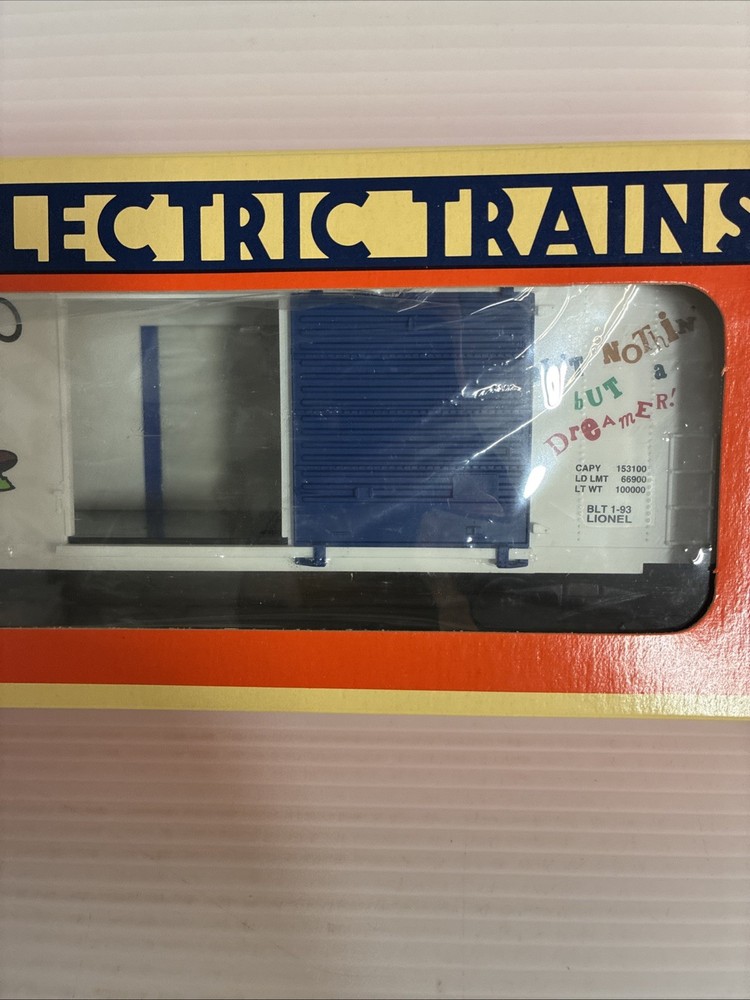 LECTRIC TRAINS
NOThiN'
bUT a
DreAmER!
CAPY 153100
LD LMT 66900
LT WT 100000
BLT 1-93
LIONEL